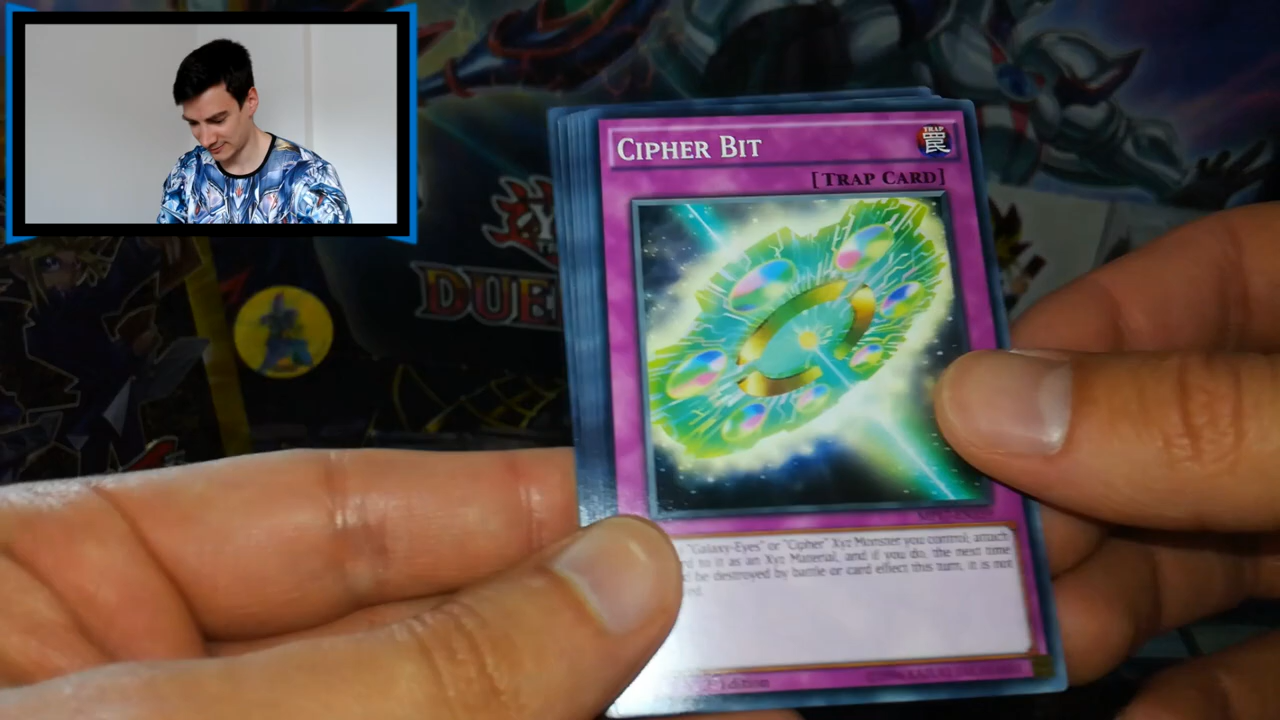 CIPHER BIT
TRAP
罠
[TRAP CARD]
DUE
"Galaxy-Eyes" or "Cipher" Xyz Monster you control; attach
to it as an Xyz Material, and if you do, the next time
be destroyed by battle or card effect this turn, it is not
Edition